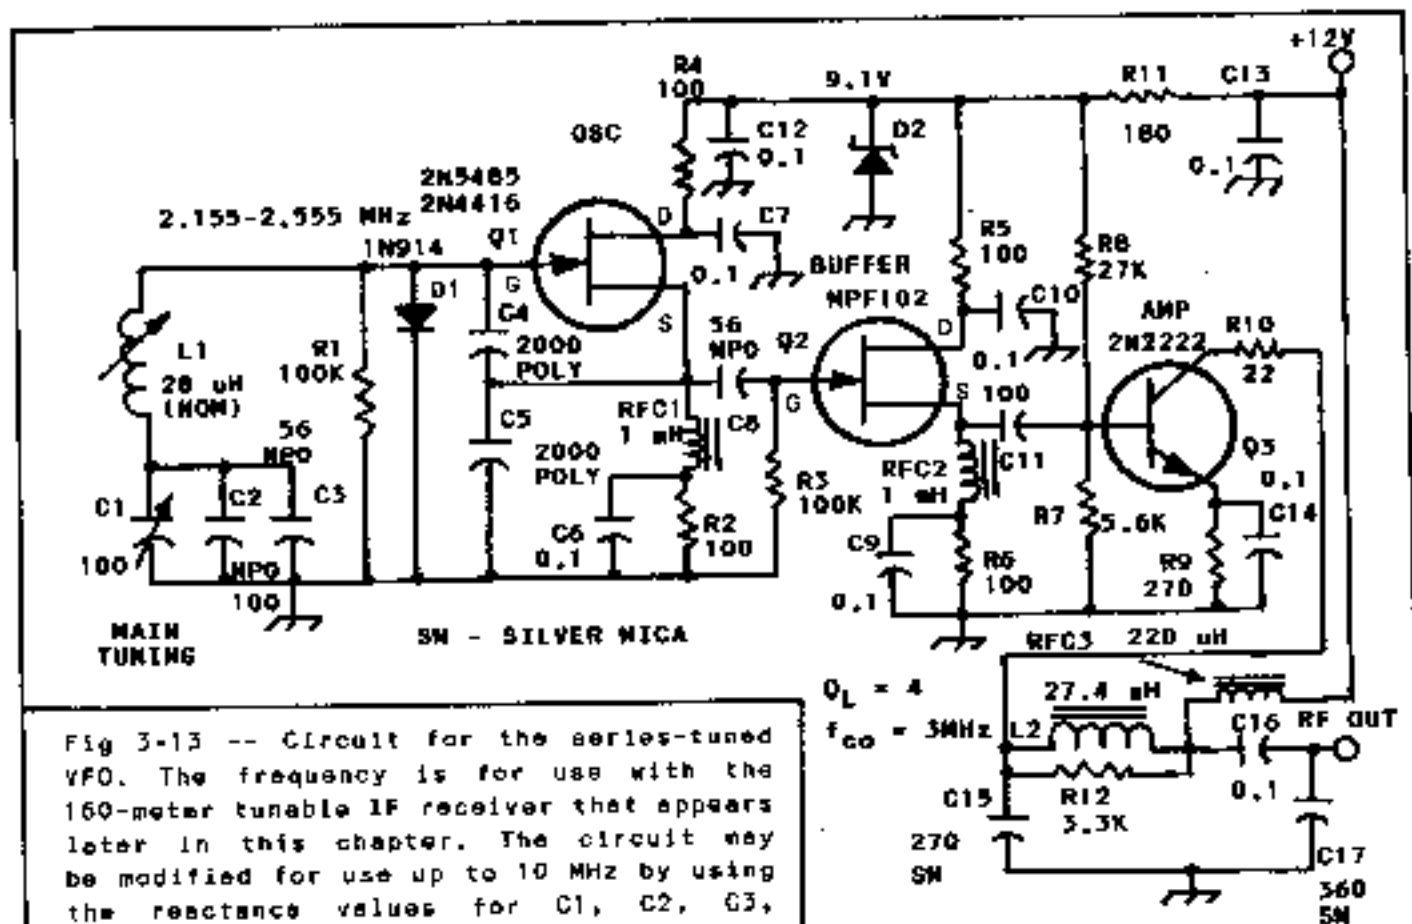 +12V
R4
100
9.1V
R11
180
C13
0.1
OSC
C12
0.1
D2
2N5485
2N4416
2.155-2.555 MHz
1N914
Q1
D
C7
0.1
R5
100
R8
27K
BUFFER
MPF102
D1
G
C4
S
2000
POLY
56
NPO
Q2
D
C10
0.1
AMP
2N2222
R10
22
L1
28 uH
(NOM)
R1
100K
G
S
100
56
NPO
C5
2000
POLY
RFC1
1 mH
C8
RFC2
1 mH
C11
Q3
0.1
C1
100
C2
C3
NPO
100
C6
0.1
R2
100
R3
100K
C9
0.1
R6
100
R7
5.6K
R9
270
C14
MAIN
TUNING
SM - SILVER MICA
RFC3
220 uH
QL = 4
fco = 3MHz
27.4 mH
L2
C16
RF OUT
0.1
R12
3.3K
C15
270
SM
C17
360
SM
Fig 3-13 -- Circuit for the series-tuned
VFO. The frequency is for use with the
160-meter tunable IF receiver that appears
later in this chapter. The circuit may
be modified for use up to 10 MHz by using
the reactance values for C1, C2, C3,